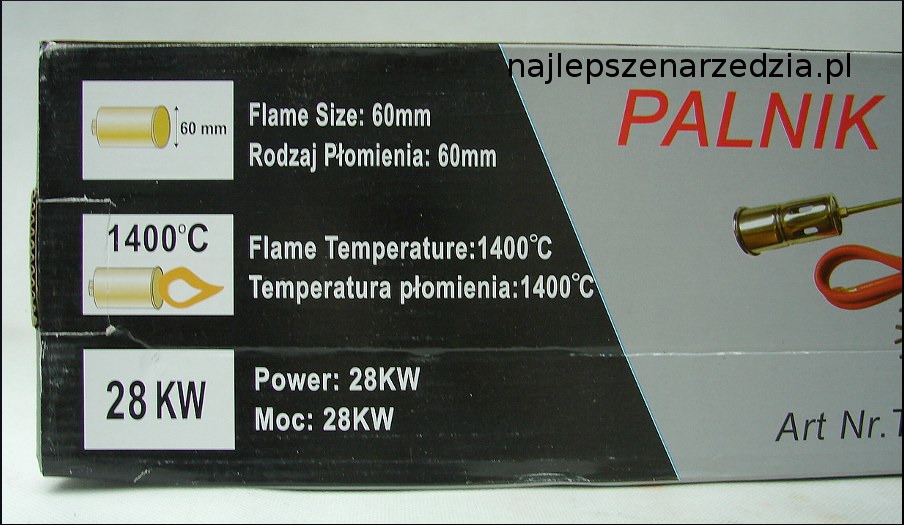 najlepszenarzedzia.pl
PALNIK
60 mm
Flame Size: 60mm
Rodzaj Płomienia: 60mm
1400°C
Flame Temperature:1400°C
Temperatura płomienia:1400°C
28 KW
Power: 28KW
Moc: 28KW
Art Nr.T